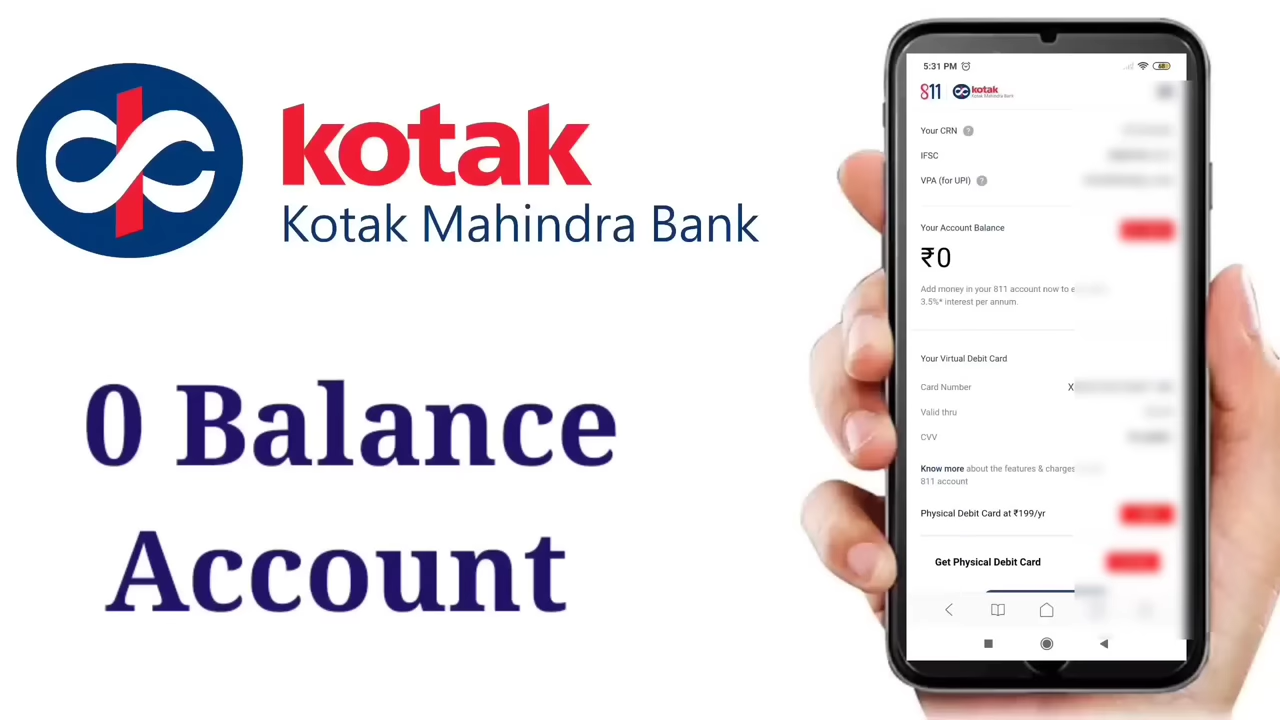 kotak
Kotak Mahindra Bank
0 Balance
Account
5:31 PM
811 kotak
Kotak Mahindra Bank
Your CRN ?
IFSC
VPA (for UPI) ?
Your Account Balance
₹0
Add money in your 811 account now to
3.5%* interest per annum.
Your Virtual Debit Card
Card Number X
Valid thru
CVV
Know more about the features & charges
811 account
Physical Debit Card at ₹199/yr
Get Physical Debit Card